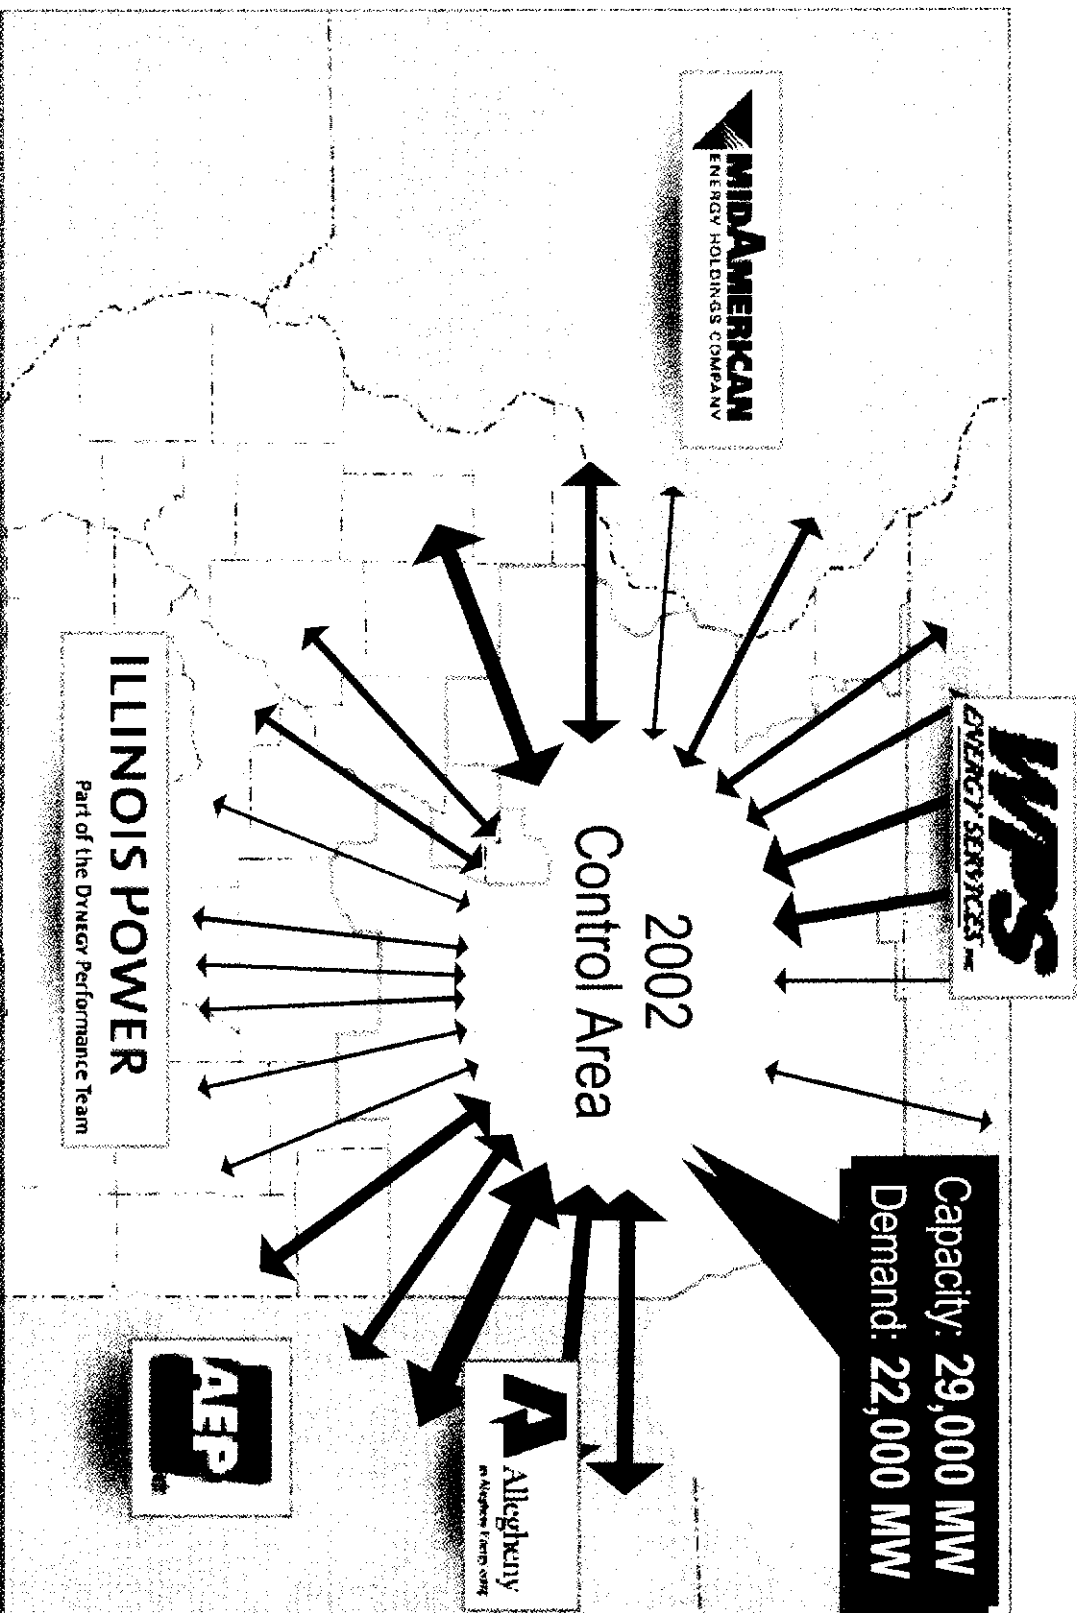 WPS
ENERGY SERVICES INC
Capacity: 29,000 MW
Demand: 22,000 MW
MIDAMERICAN
ENERGY HOLDINGS COMPANY
2002
Control Area
Allegheny
ILLINOIS POWER
Part of the DYNEGY Performance Team
AEP